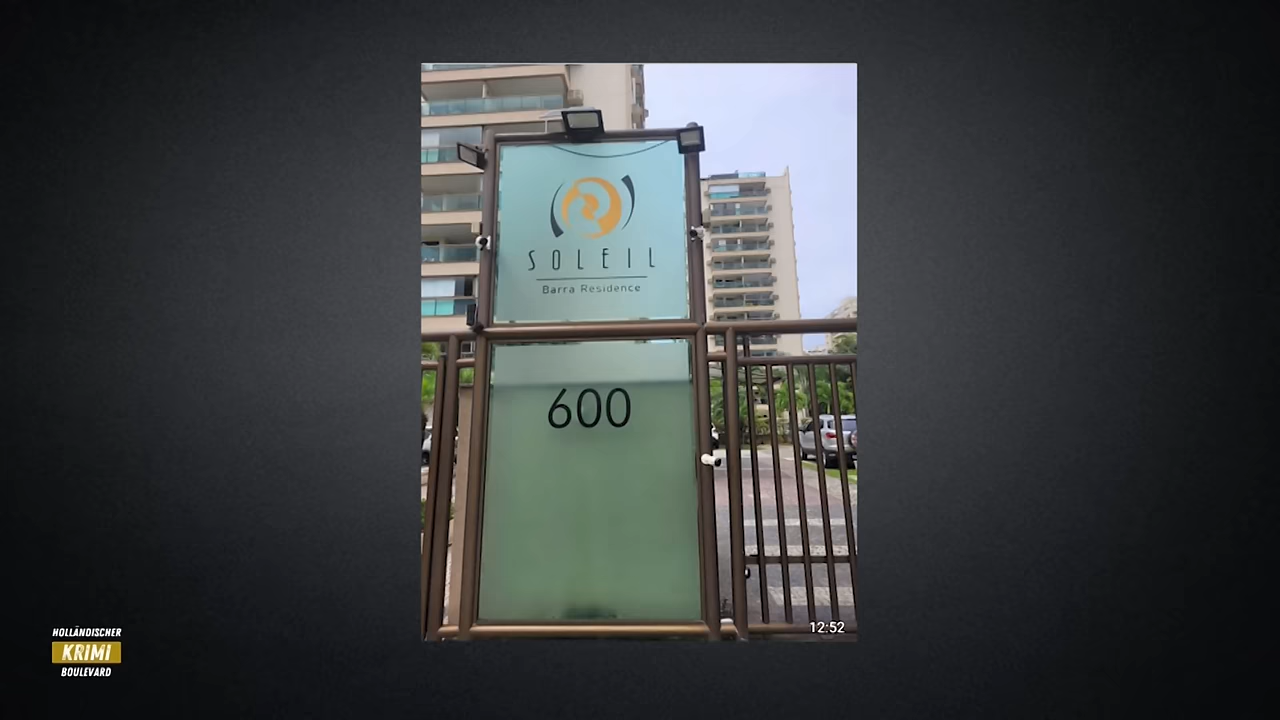 SOLEIL
Barra Residence
600
12:52
HOLLÄNDISCHER
KRIMI
BOULEVARD